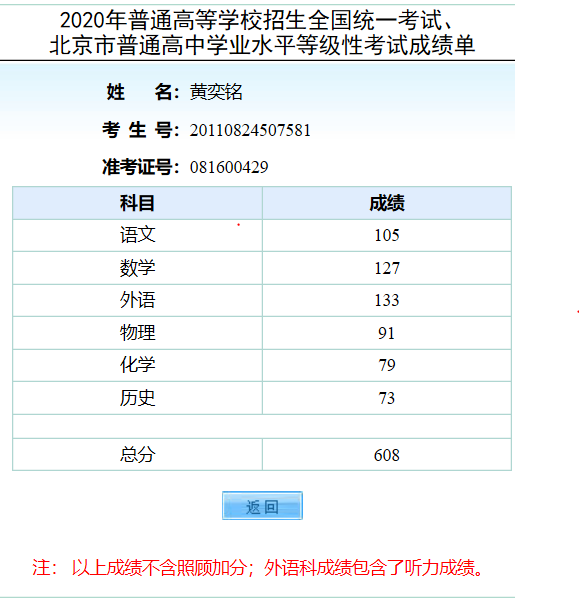 2020年普通高等学校招生全国统一考试、
北京市普通高中学业水平等级性考试成绩单
姓 名：黄奕铭
考 生 号：20110824507581
准考证号：081600429
科目 成绩
语文 105
数学 127
外语 133
物理 91
化学 79
历史 73
总分 608
返回
注： 以上成绩不含照顾加分；外语科成绩包含了听力成绩。